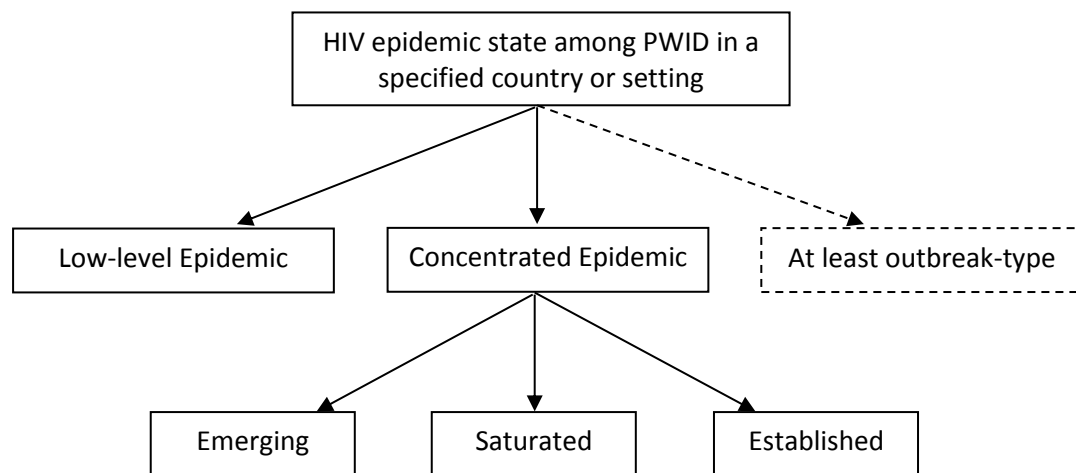 HIV epidemic state among PWID in a
specified country or setting
Low-level Epidemic
Concentrated Epidemic
At least outbreak-type
Emerging
Saturated
Established